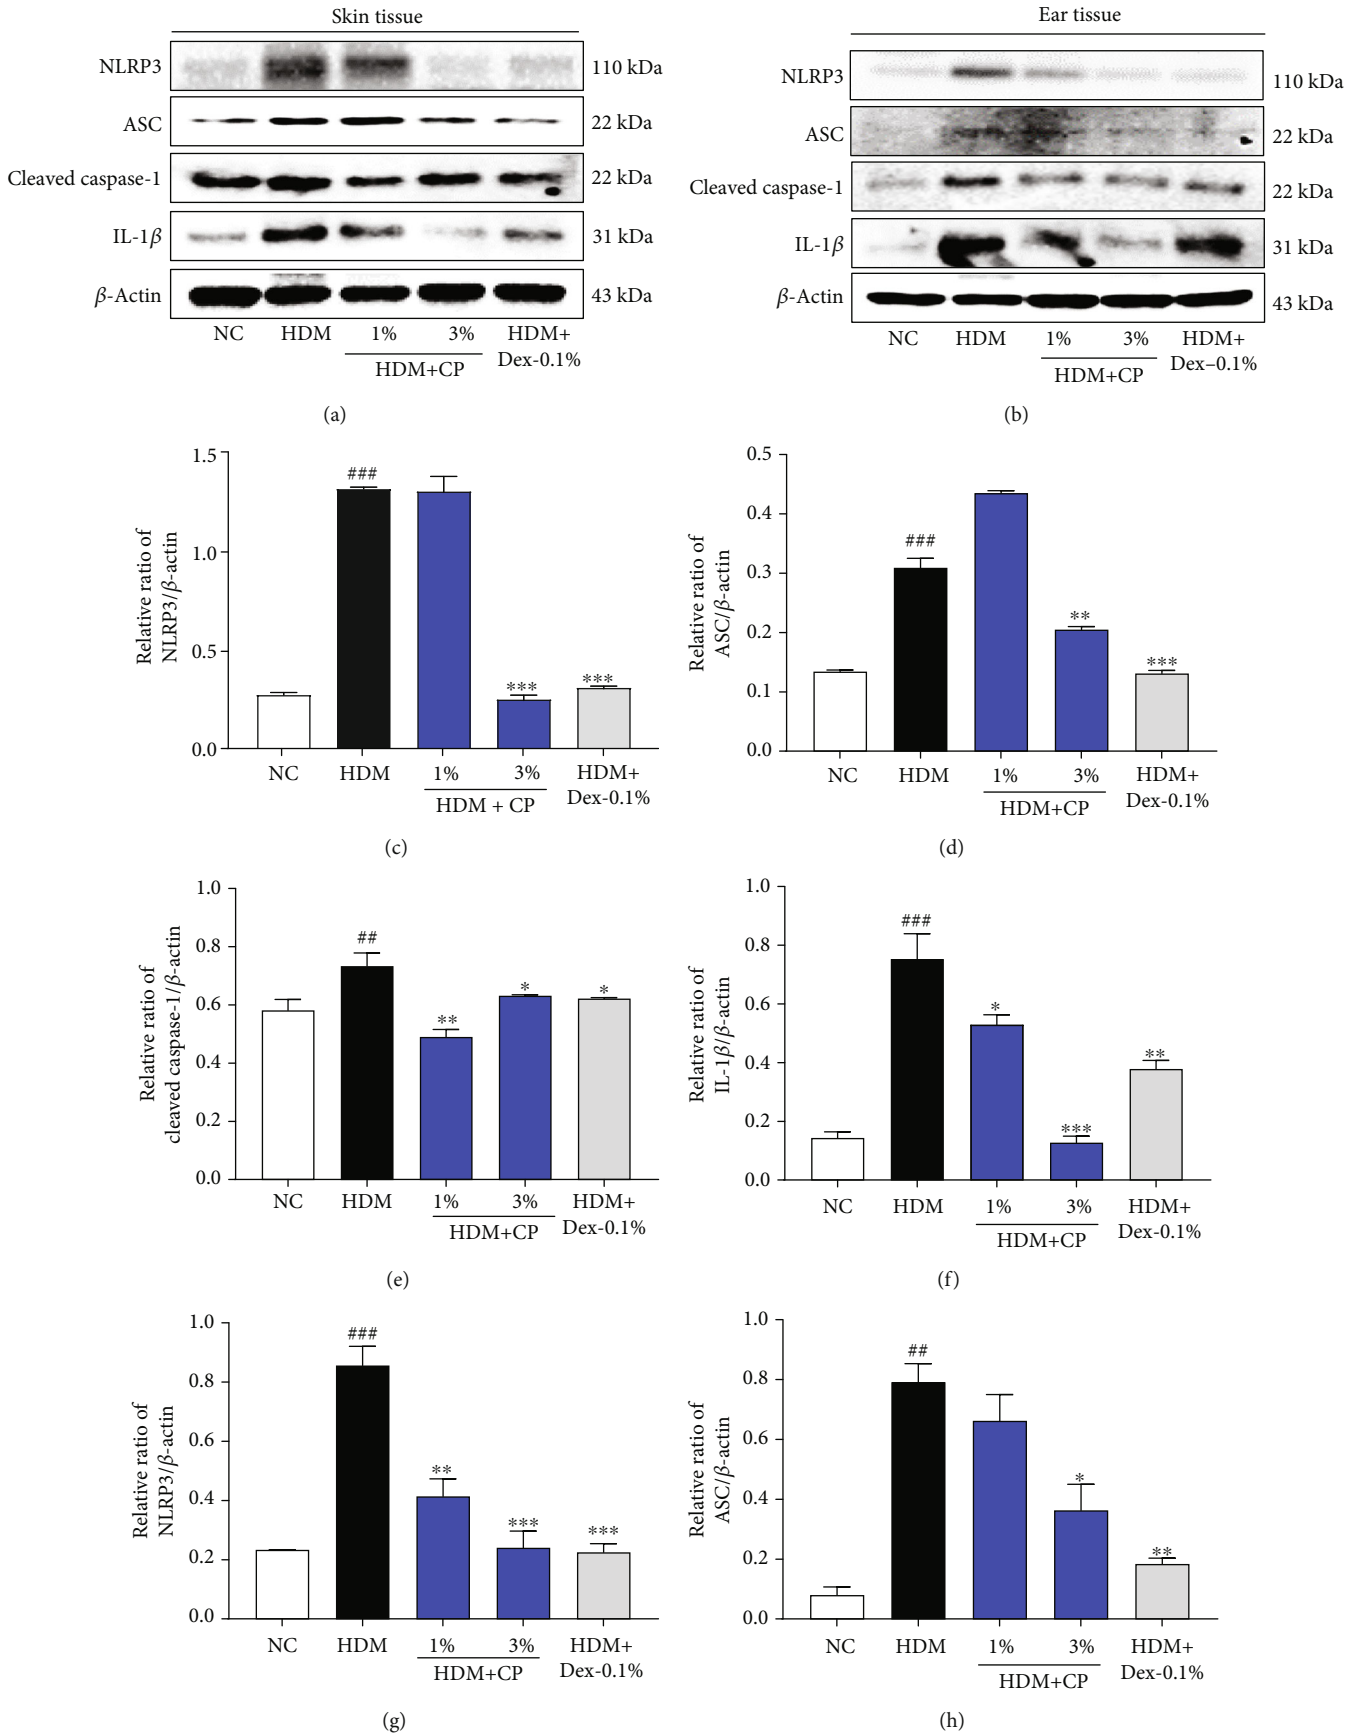 Skin tissue
NLRP3
110 kDa
ASC
22 kDa
Cleaved caspase-1
22 kDa
IL-1β
31 kDa
β-Actin
43 kDa
NC
HDM
1%
3%
HDM+
Dex-0.1%
HDM+CP
(a)
Ear tissue
NLRP3
110 kDa
ASC
22 kDa
Cleaved caspase-1
22 kDa
IL-1β
31 kDa
β-Actin
43 kDa
NC
HDM
1%
3%
HDM+
Dex–0.1%
HDM+CP
(b)
Relative ratio of
NLRP3/β-actin
1.5
1.0
0.5
0.0
###
***
***
NC
HDM
1%
3%
HDM+
Dex-0.1%
HDM + CP
(c)
Relative ratio of
ASC/β-actin
0.5
0.4
0.3
0.2
0.1
0.0
###
**
***
NC
HDM
1%
3%
HDM+
Dex-0.1%
HDM+CP
(d)
Relative ratio of
cleaved caspase-1/β-actin
1.0
0.8
0.6
0.4
0.2
0.0
##
**
*
*
NC
HDM
1%
3%
HDM+
Dex-0.1%
HDM+CP
(e)
Relative ratio of
IL-1β/β-actin
1.0
0.8
0.6
0.4
0.2
0.0
###
*
***
**
NC
HDM
1%
3%
HDM+
Dex-0.1%
HDM+CP
(f)
Relative ratio of
NLRP3/β-actin
1.0
0.8
0.6
0.4
0.2
0.0
###
**
***
***
NC
HDM
1%
3%
HDM+
Dex-0.1%
HDM+CP
(g)
Relative ratio of
ASC/β-actin
1.0
0.8
0.6
0.4
0.2
0.0
##
*
**
NC
HDM
1%
3%
HDM+
Dex-0.1%
HDM+CP
(h)